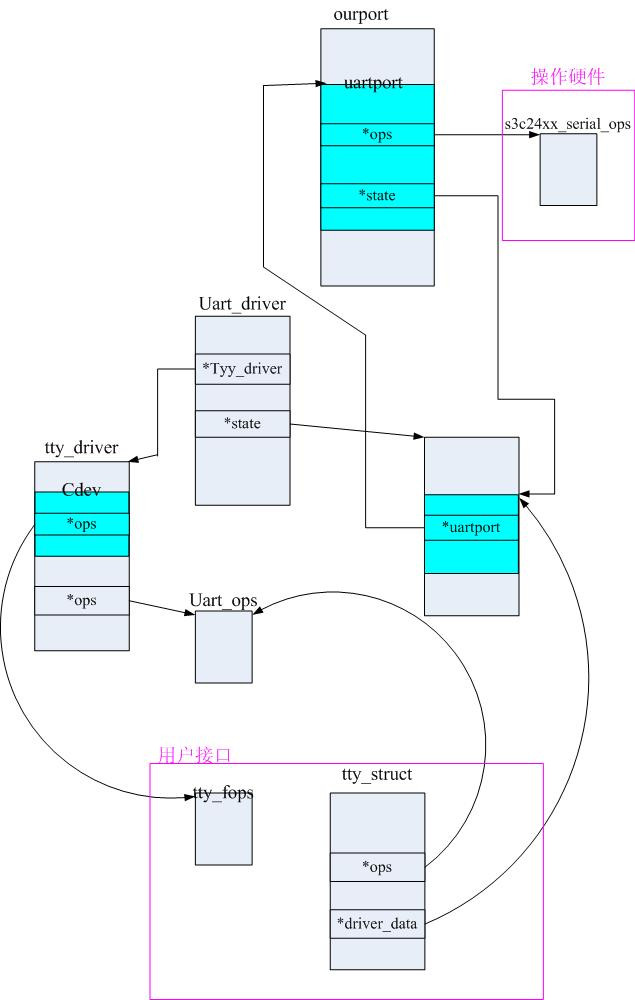 ourport
uartport
操作硬件
s3c24xx_serial_ops
*ops
*state
Uart_driver
*Tyy_driver
*state
tty_driver
Cdev
*ops
*uartport
*ops
Uart_ops
用户接口
tty_struct
tty_fops
*ops
*driver_data